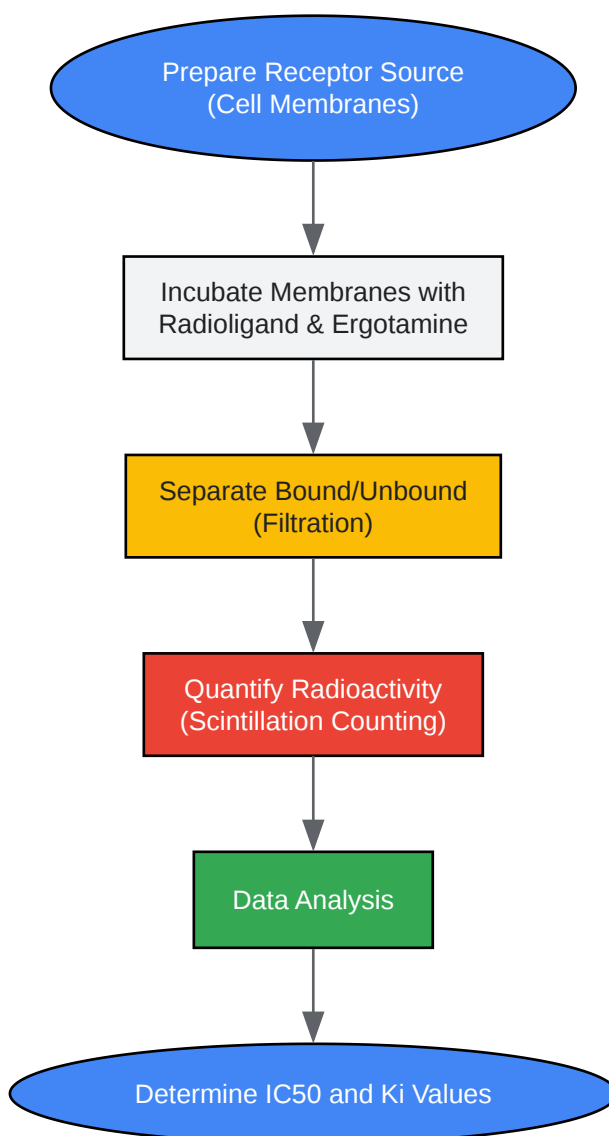 Prepare Receptor Source
(Cell Membranes)
Incubate Membranes with
Radioligand & Ergotamine
Separate Bound/Unbound
(Filtration)
Quantify Radioactivity
(Scintillation Counting)
Data Analysis
Determine IC50 and Ki Values